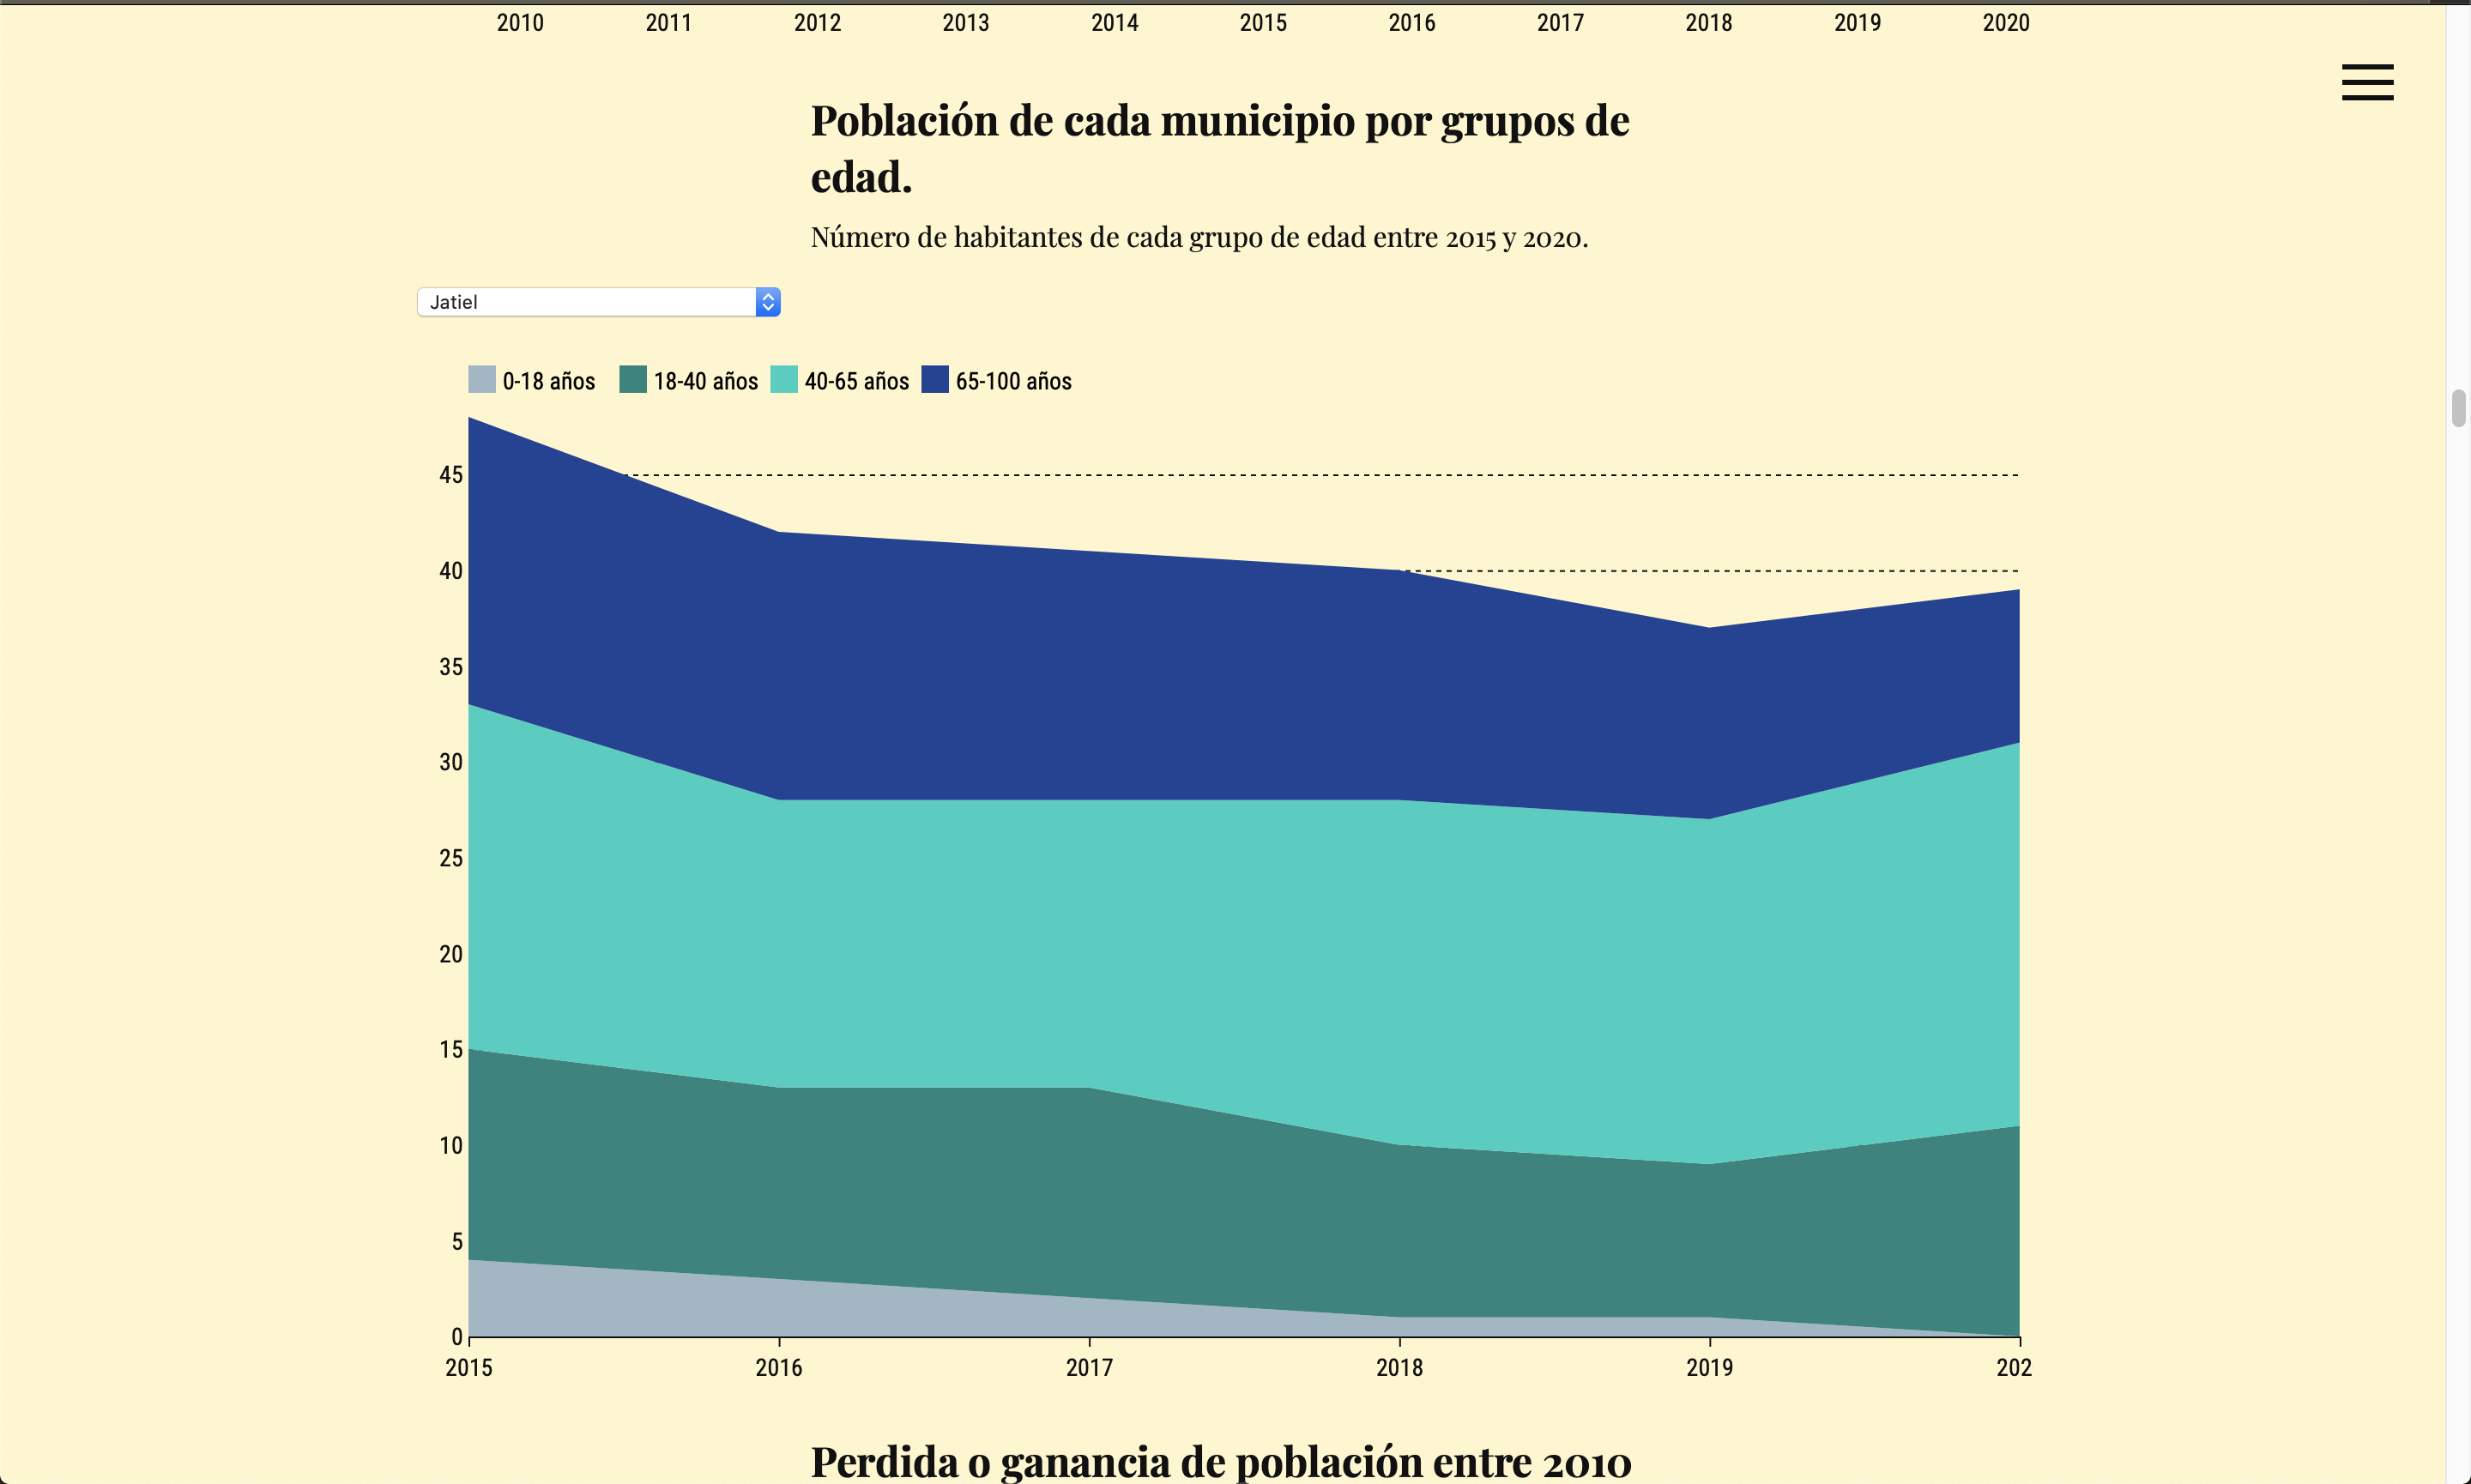 2010 2011 2012 2013 2014 2015 2016 2017 2018 2019 2020
Población de cada municipio por grupos de
edad.
Número de habitantes de cada grupo de edad entre 2015 y 2020.
Jatiel
0-18 años 18-40 años 40-65 años 65-100 años
45
40
35
30
25
20
15
10
5
0
2015 2016 2017 2018 2019 202
Perdida o ganancia de población entre 2010